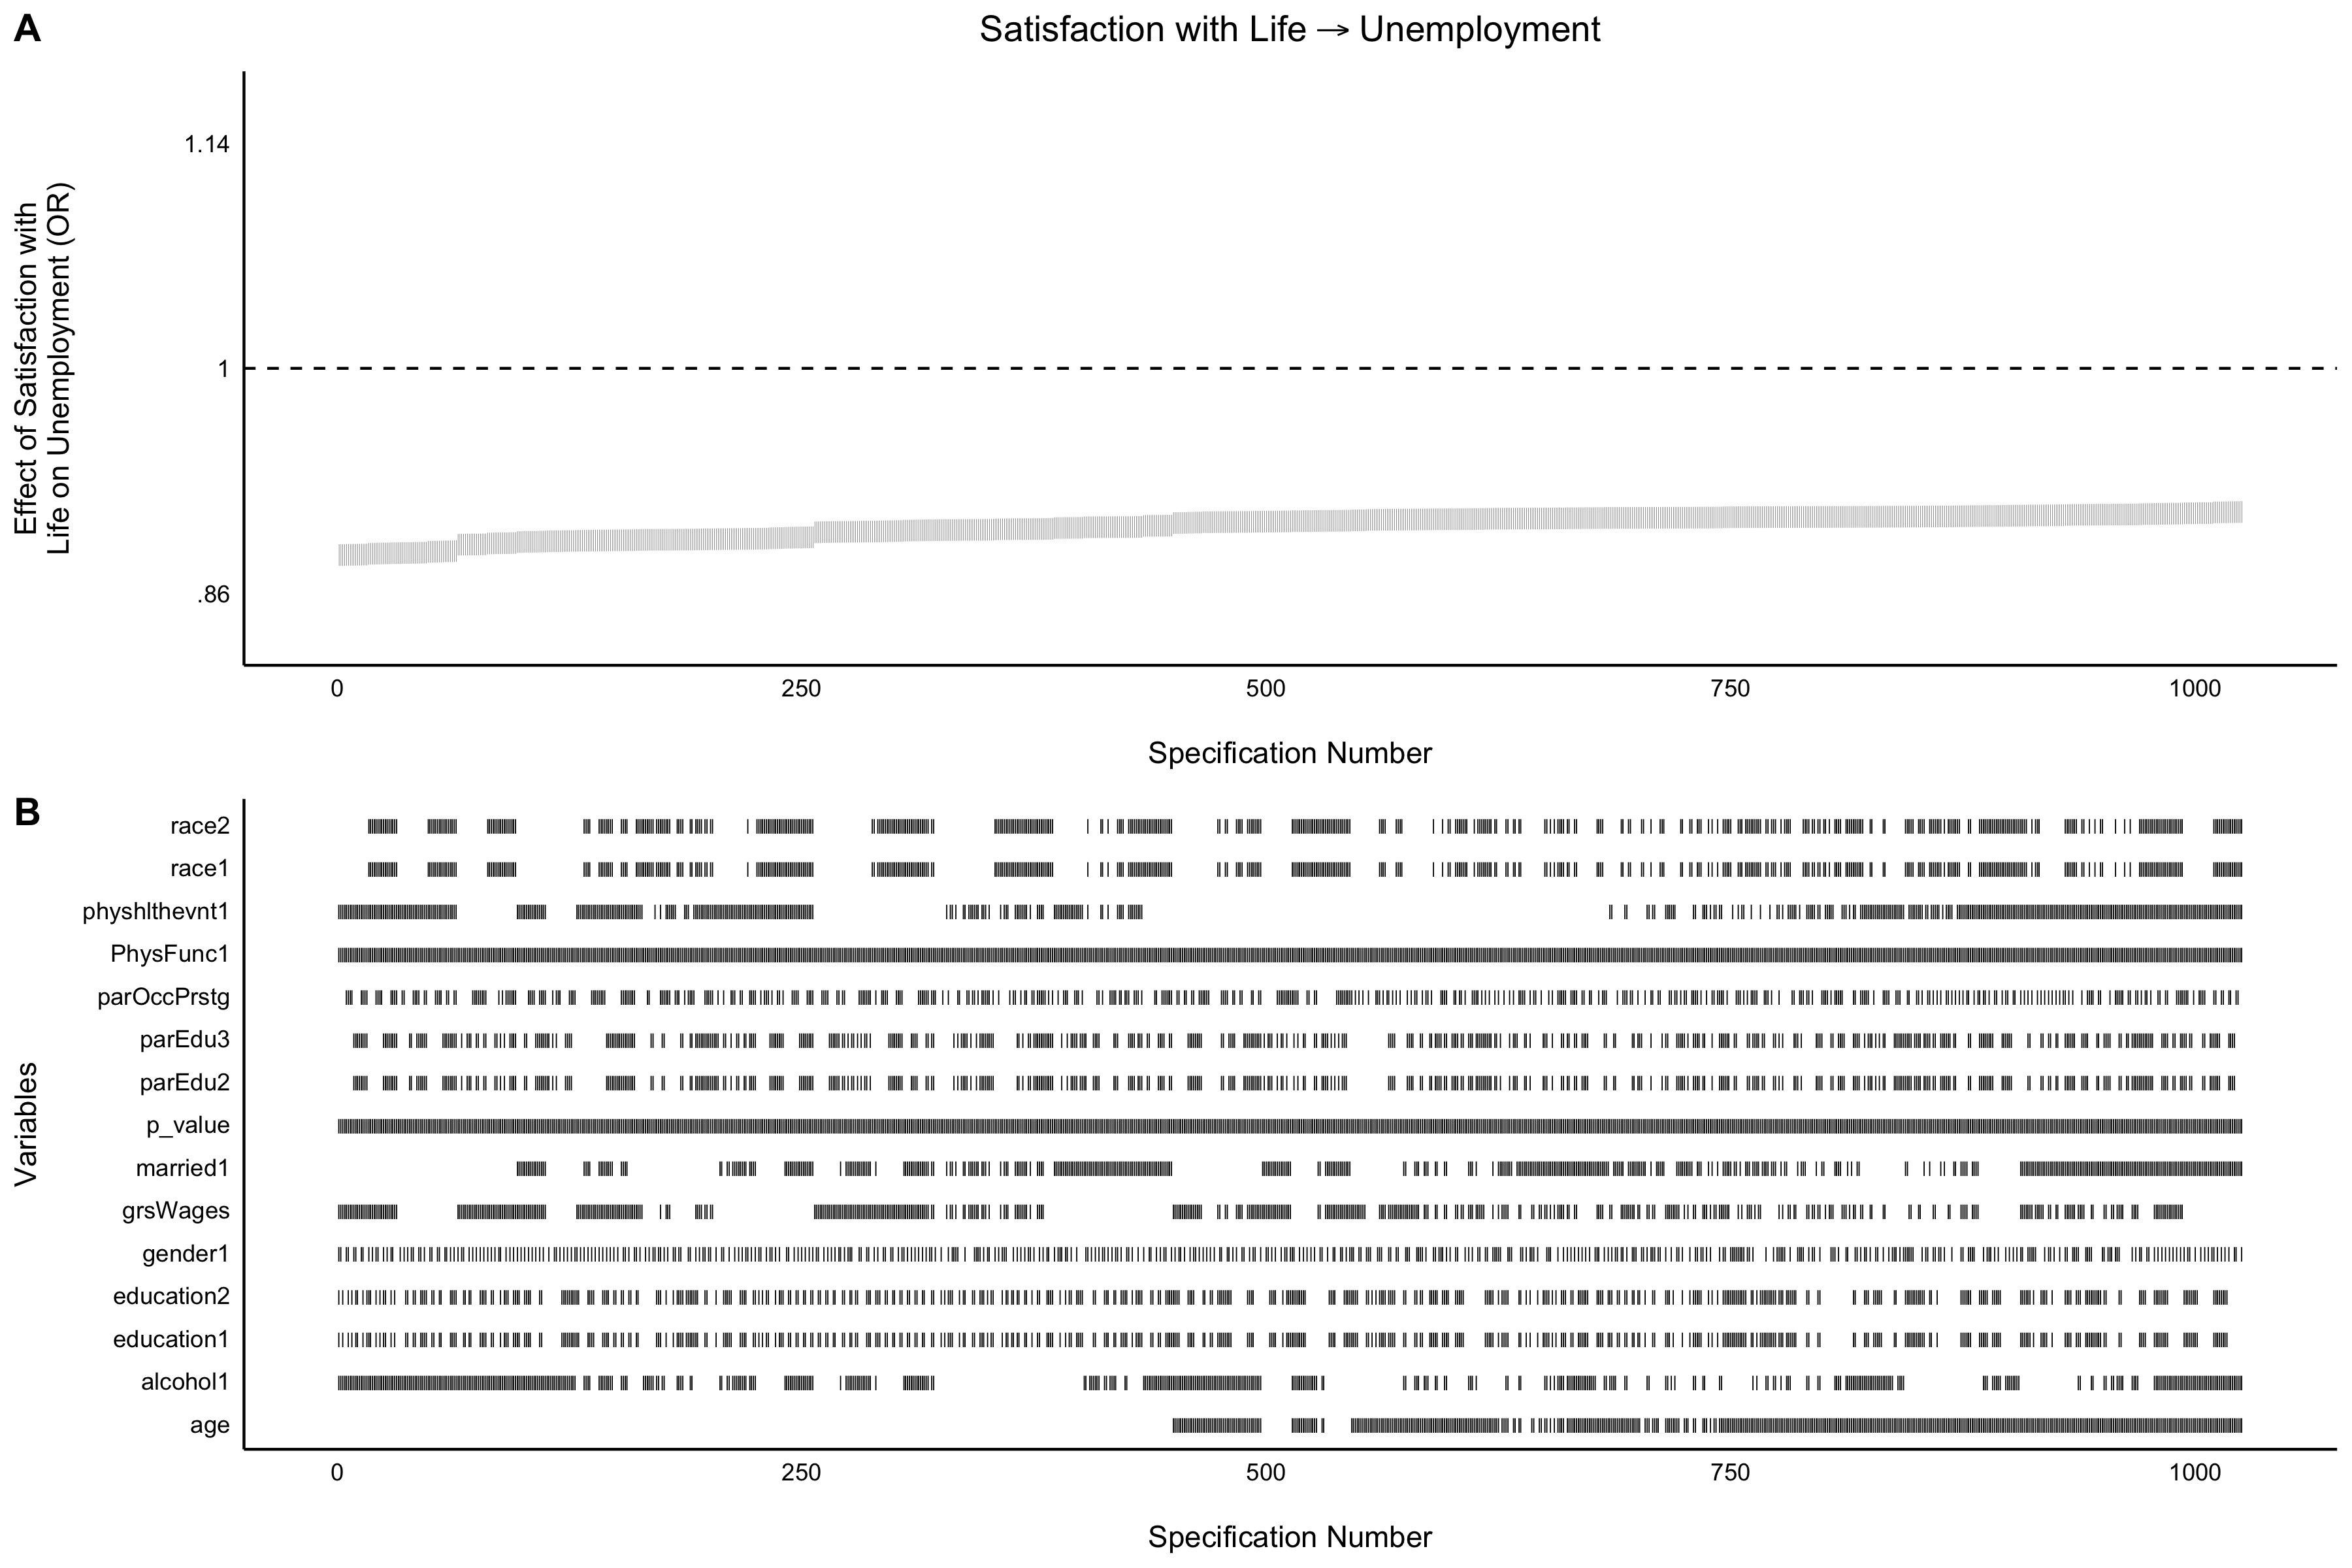 A
Satisfaction with Life → Unemployment
Effect of Satisfaction with
Life on Unemployment (OR)
1.14
1
.86
0 250 500 750 1000
Specification Number
B
Variables
race2
race1
physhlthevnt1
PhysFunc1
parOccPrstg
parEdu3
parEdu2
p_value
married1
grsWages
gender1
education2
education1
alcohol1
age
0 250 500 750 1000
Specification Number